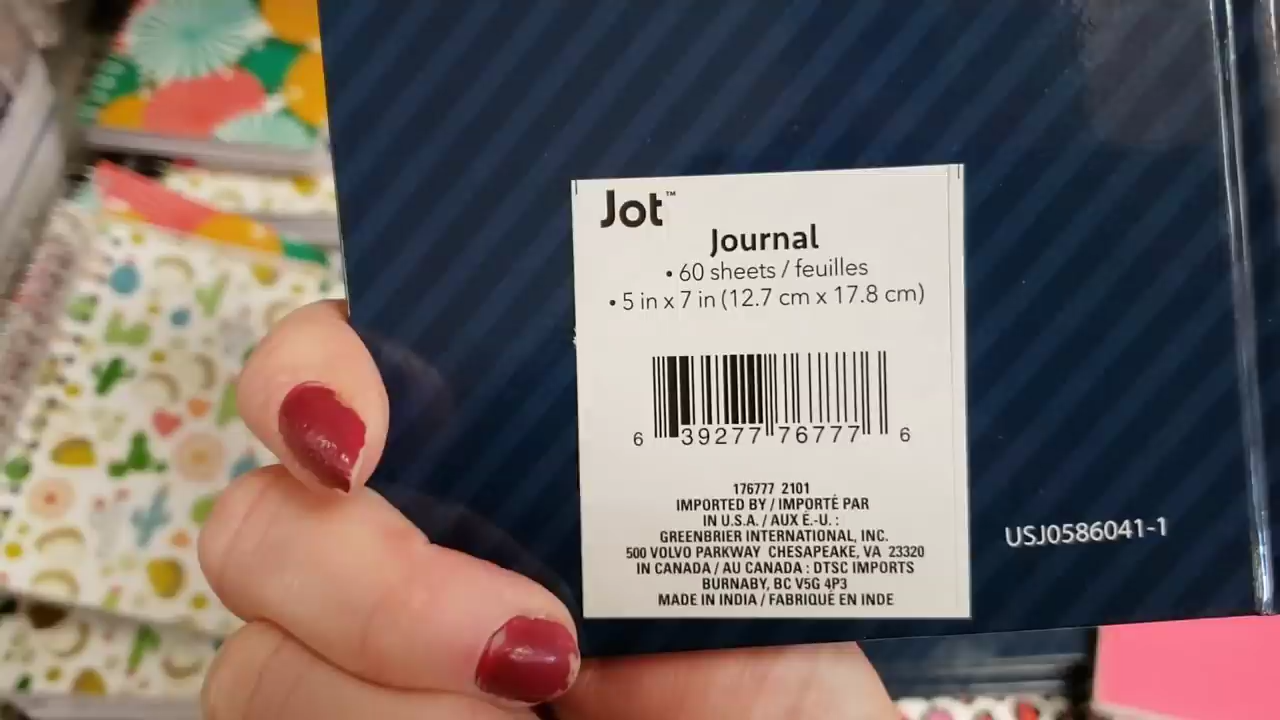 Jot™
Journal
• 60 sheets / feuilles
• 5 in x 7 in (12.7 cm x 17.8 cm)
6 39277 76777 6
176777 2101
IMPORTED BY / IMPORTÉ PAR
IN U.S.A. / AUX É.-U. :
GREENBRIER INTERNATIONAL, INC.
500 VOLVO PARKWAY CHESAPEAKE, VA 23320
IN CANADA / AU CANADA : DTSC IMPORTS
BURNABY, BC V5G 4P3
MADE IN INDIA / FABRIQUÉ EN INDE
USJ0586041-1